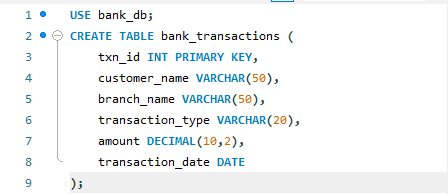 1 USE bank_db;
2 CREATE TABLE bank_transactions (
3 txn_id INT PRIMARY KEY,
4 customer_name VARCHAR(50),
5 branch_name VARCHAR(50),
6 transaction_type VARCHAR(20),
7 amount DECIMAL(10,2),
8 transaction_date DATE
9 );